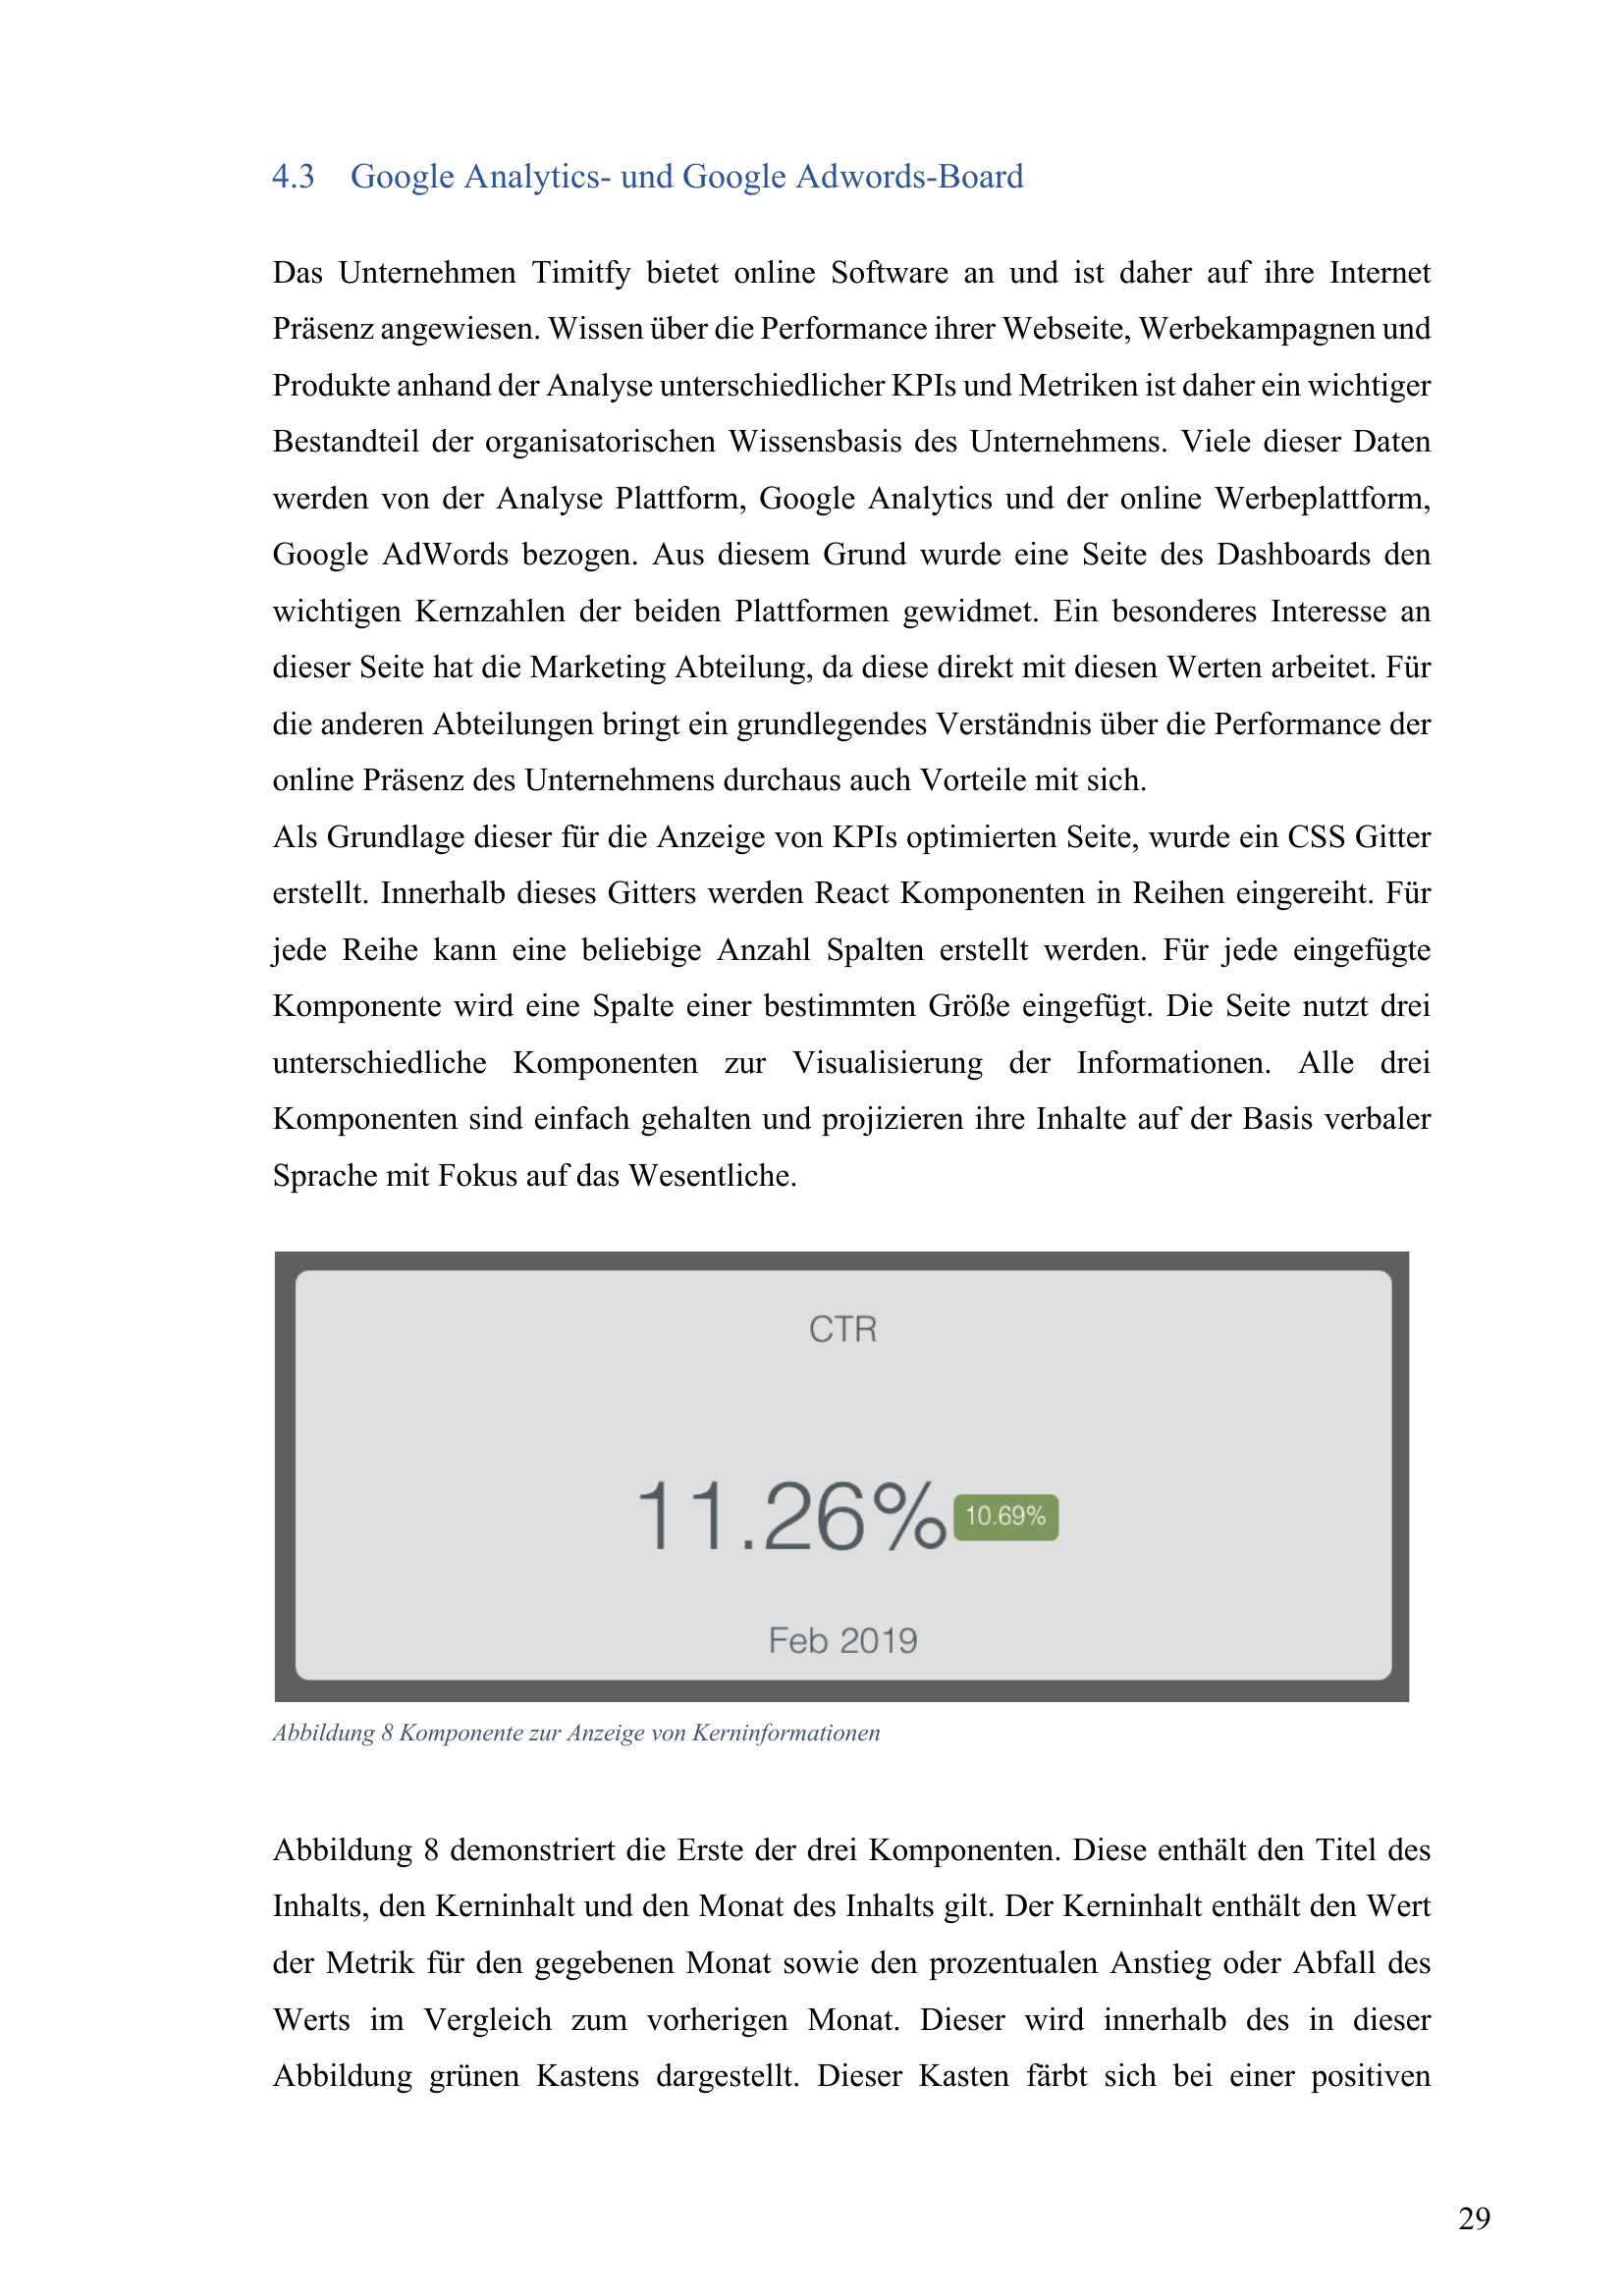 4.3 Google Analytics- und Google Adwords-Board
Das Unternehmen Timitfy bietet online Software an und ist daher auf ihre Internet
Präsenz angewiesen. Wissen über die Performance ihrer Webseite, Werbekampagnen und
Produkte anhand der Analyse unterschiedlicher KPIs und Metriken ist daher ein wichtiger
Bestandteil der organisatorischen Wissensbasis des Unternehmens. Viele dieser Daten
werden von der Analyse Plattform, Google Analytics und der online Werbeplattform,
Google AdWords bezogen. Aus diesem Grund wurde eine Seite des Dashboards den
wichtigen Kernzahlen der beiden Plattformen gewidmet. Ein besonderes Interesse an
dieser Seite hat die Marketing Abteilung, da diese direkt mit diesen Werten arbeitet. Für
die anderen Abteilungen bringt ein grundlegendes Verständnis über die Performance der
online Präsenz des Unternehmens durchaus auch Vorteile mit sich.
Als Grundlage dieser für die Anzeige von KPIs optimierten Seite, wurde ein CSS Gitter
erstellt. Innerhalb dieses Gitters werden React Komponenten in Reihen eingereiht. Für
jede Reihe kann eine beliebige Anzahl Spalten erstellt werden. Für jede eingefügte
Komponente wird eine Spalte einer bestimmten Größe eingefügt. Die Seite nutzt drei
unterschiedliche Komponenten zur Visualisierung der Informationen. Alle drei
Komponenten sind einfach gehalten und projizieren ihre Inhalte auf der Basis verbaler
Sprache mit Fokus auf das Wesentliche.
CTR
11.26% 10.69%
Feb 2019
Abbildung 8 Komponente zur Anzeige von Kerninformationen
Abbildung 8 demonstriert die Erste der drei Komponenten. Diese enthält den Titel des
Inhalts, den Kerninhalt und den Monat des Inhalts gilt. Der Kerninhalt enthält den Wert
der Metrik für den gegebenen Monat sowie den prozentualen Anstieg oder Abfall des
Werts im Vergleich zum vorherigen Monat. Dieser wird innerhalb des in dieser
Abbildung grünen Kastens dargestellt. Dieser Kasten färbt sich bei einer positiven
29